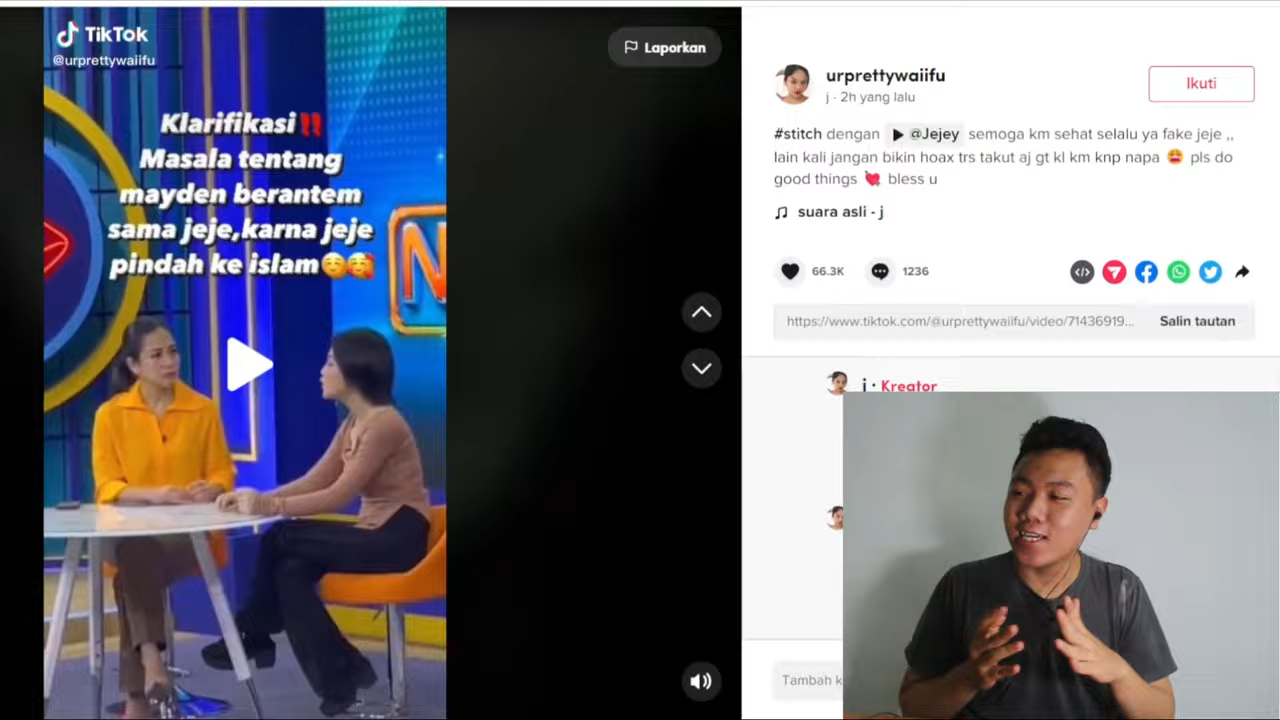 TikTok
@urprettywaiifu
Laporkan
Klarifikasi‼️
Masala tentang
mayden berantem
sama jeje,karna jeje
pindah ke islam☺️🥰
N
urprettywaiifu
j · 2h yang lalu
Ikuti
#stitch dengan ▶ @Jejey semoga km sehat selalu ya fake jeje ,,
lain kali jangan bikin hoax trs takut aj gt kl km knp napa 🤩 pls do
good things 💘 bless u
suara asli - j
66.3K
1236
https://www.tiktok.com/@urprettywaiifu/video/71436919...
Salin tautan
j · Kreator
Tambah k